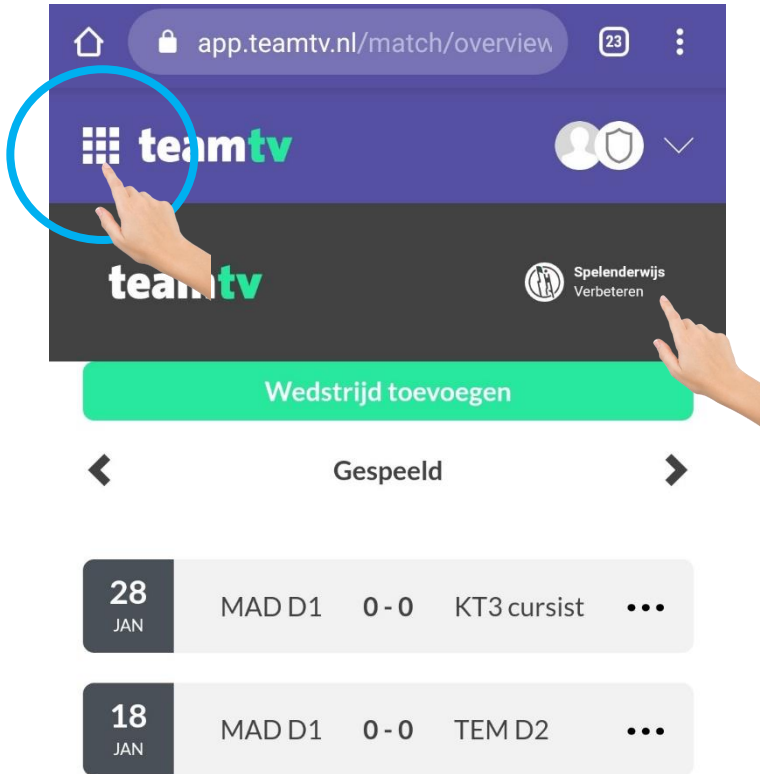 app.teamtv.nl/match/overview 23
teamtv
teamtv
Spelenderwijs
Verbeteren
Wedstrijd toevoegen
Gespeeld
28 JAN MAD D1 0 - 0 KT3 cursist
18 JAN MAD D1 0 - 0 TEM D2